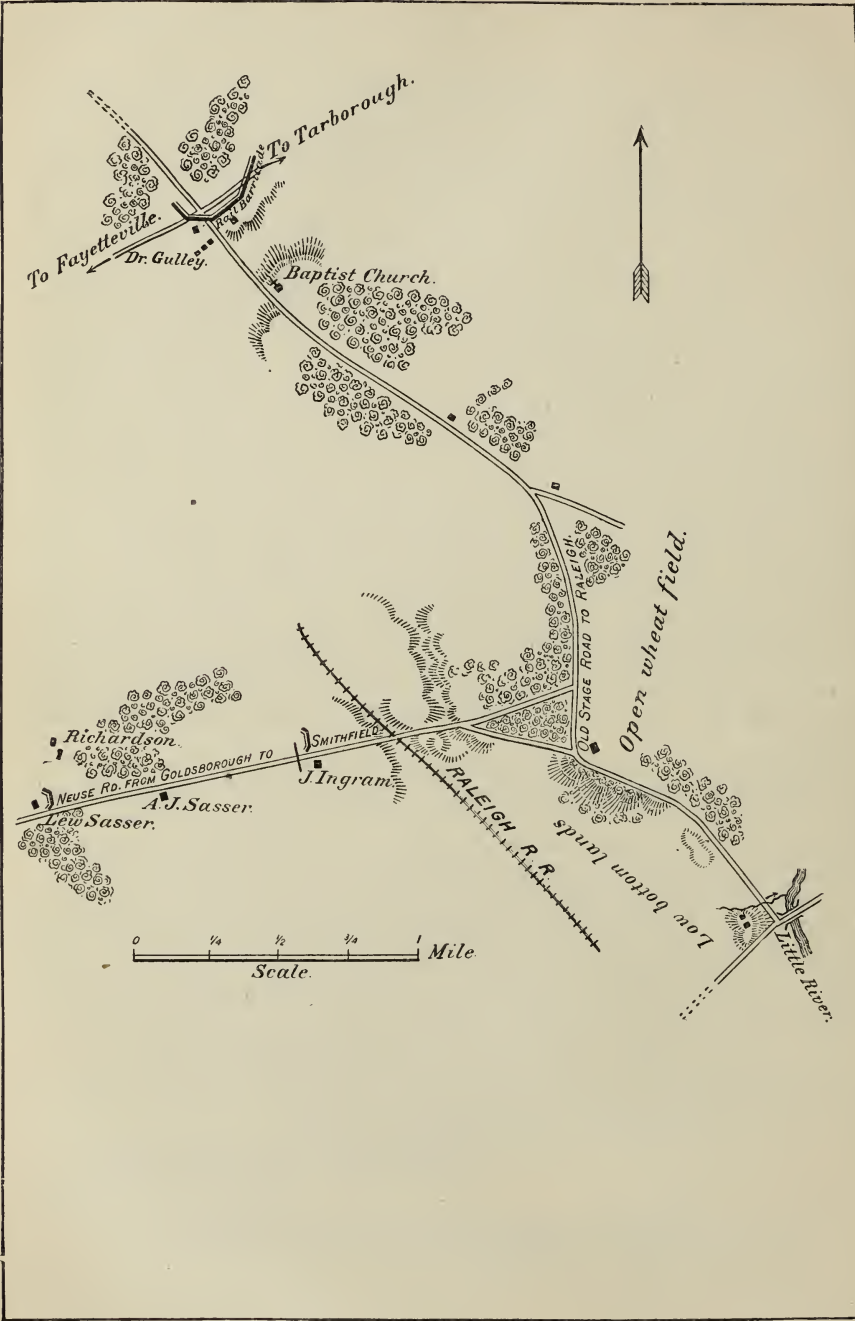 To Tarborough.
Rail Barricade
To Fayetteville.
Dr. Gulley.
Baptist Church.
OLD STAGE ROAD TO RALEIGH.
Open wheat field.
Richardson.
NEUSE RD. FROM GOLDSBOROUGH TO SMITHFIELD.
J. Ingram.
A. J. Sasser.
Lew Sasser.
RALEIGH R. R.
Low bottom lands
Little River.
0 1/4 1/2 3/4 1 Mile.
Scale.